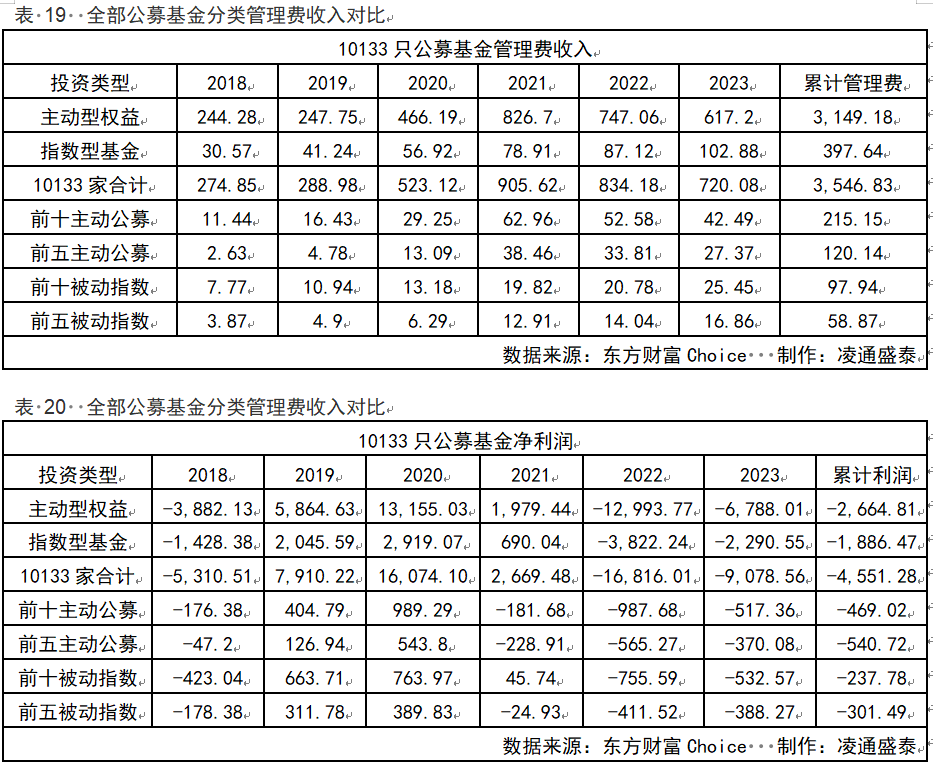 表 19  全部公募基金分类管理费收入对比
10133 只公募基金管理费收入
投资类型 2018 2019 2020 2021 2022 2023 累计管理费
主动型权益 244.28 247.75 466.19 826.7 747.06 617.2 3,149.18
指数型基金 30.57 41.24 56.92 78.91 87.12 102.88 397.64
10133 家合计 274.85 288.98 523.12 905.62 834.18 720.08 3,546.83
前十主动公募 11.44 16.43 29.25 62.96 52.58 42.49 215.15
前五主动公募 2.63 4.78 13.09 38.46 33.81 27.37 120.14
前十被动指数 7.77 10.94 13.18 19.82 20.78 25.45 97.94
前五被动指数 3.87 4.9 6.29 12.91 14.04 16.86 58.87
数据来源：东方财富 Choice   制作：凌通盛泰
表 20  全部公募基金分类管理费收入对比
10133 只公募基金净利润
投资类型 2018 2019 2020 2021 2022 2023 累计利润
主动型权益 -3,882.13 5,864.63 13,155.03 1,979.44 -12,993.77 -6,788.01 -2,664.81
指数型基金 -1,428.38 2,045.59 2,919.07 690.04 -3,822.24 -2,290.55 -1,886.47
10133 家合计 -5,310.51 7,910.22 16,074.10 2,669.48 -16,816.01 -9,078.56 -4,551.28
前十主动公募 -176.38 404.79 989.29 -181.68 -987.68 -517.36 -469.02
前五主动公募 -47.2 126.94 543.8 -228.91 -565.27 -370.08 -540.72
前十被动指数 -423.04 663.71 763.97 45.74 -755.59 -532.57 -237.78
前五被动指数 -178.38 311.78 389.83 -24.93 -411.52 -388.27 -301.49
数据来源：东方财富 Choice   制作：凌通盛泰